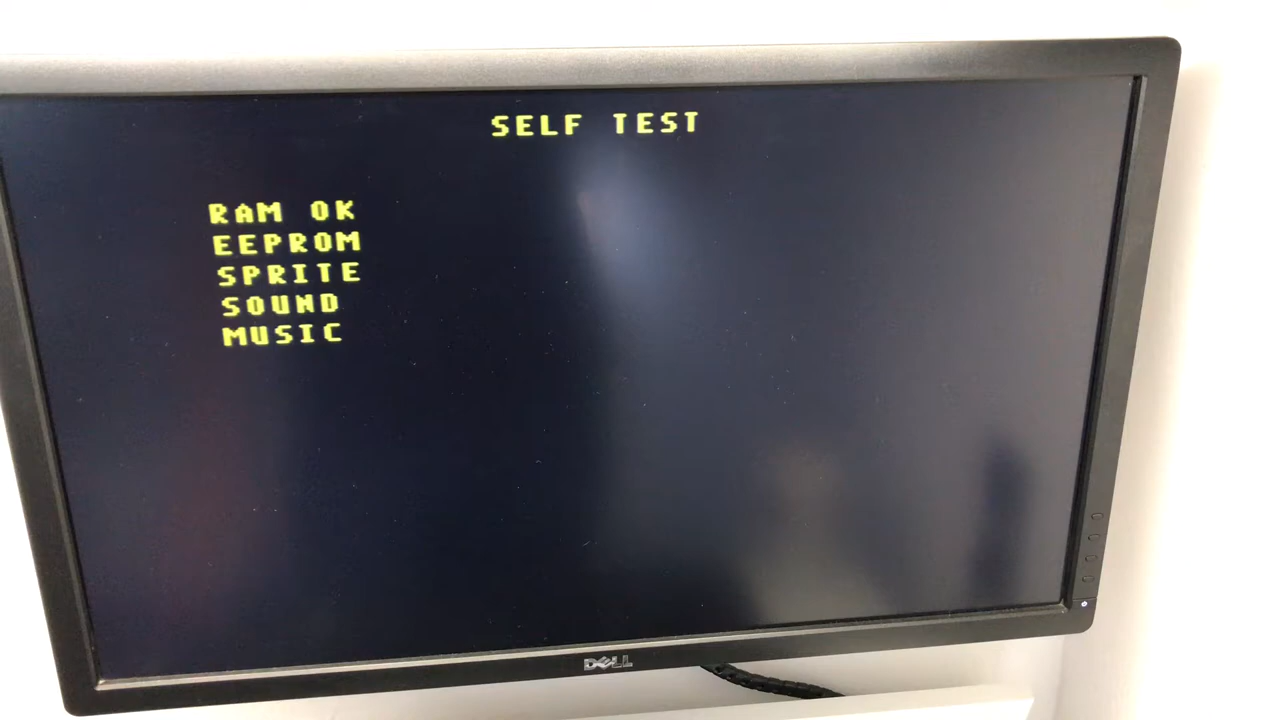 SELF TEST
RAM OK
EEPROM
SPRITE
SOUND
MUSIC
DELL